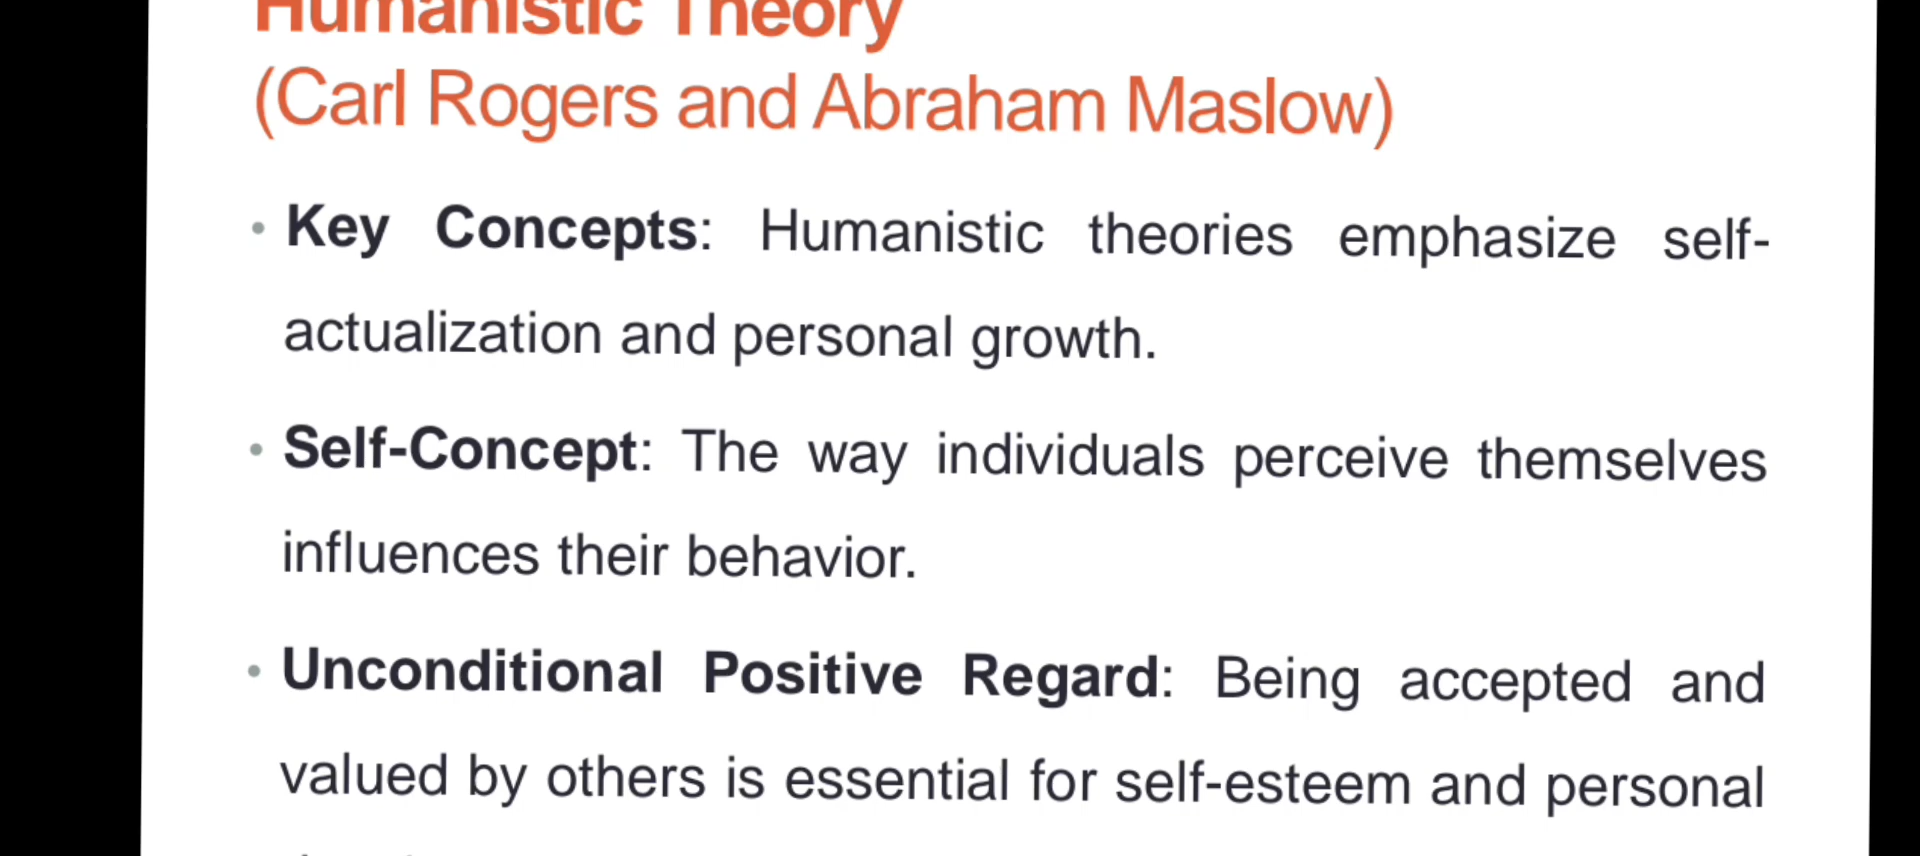 Humanistic Theory
(Carl Rogers and Abraham Maslow)
• Key Concepts: Humanistic theories emphasize self-
actualization and personal growth.
• Self-Concept: The way individuals perceive themselves
influences their behavior.
• Unconditional Positive Regard: Being accepted and
valued by others is essential for self-esteem and personal